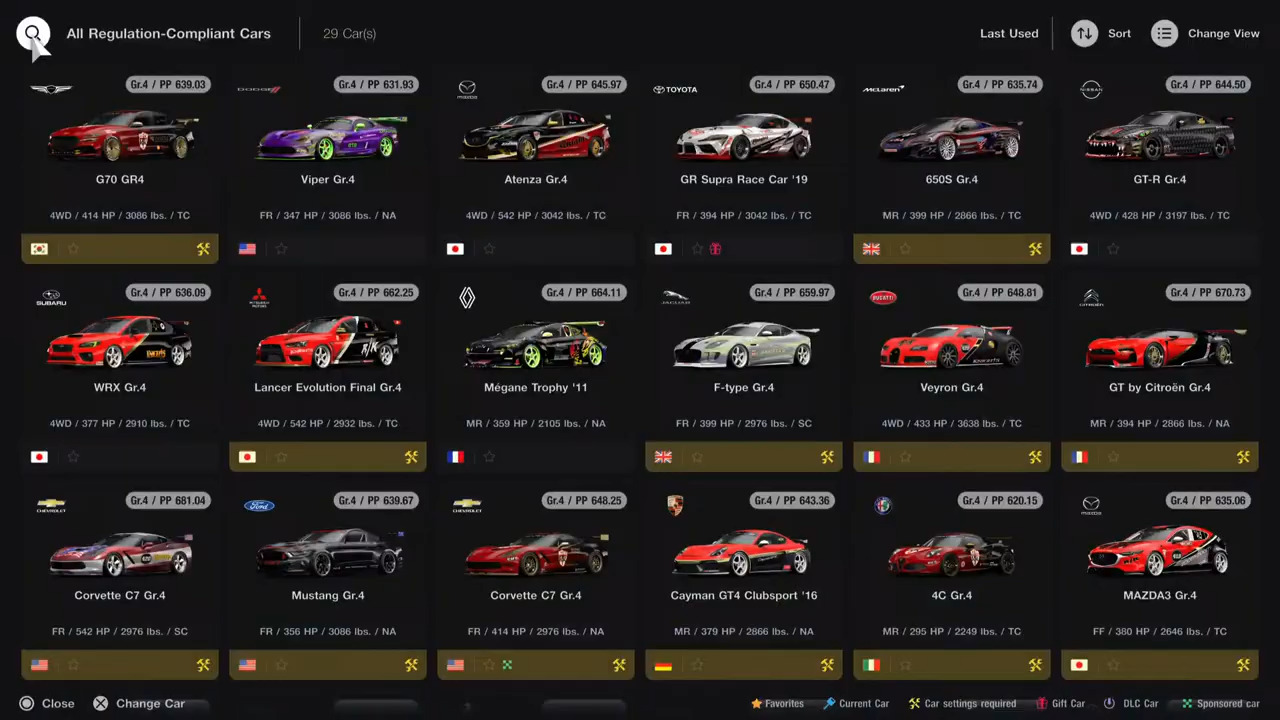 All Regulation-Compliant Cars
29 Car(s)
Last Used
Sort
Change View
Gr.4 / PP 639.03
G70 GR4
4WD / 414 HP / 3086 lbs. / TC
DODGE
Gr.4 / PP 631.93
Viper Gr.4
FR / 347 HP / 3086 lbs. / NA
mazda
Gr.4 / PP 645.97
Atenza Gr.4
4WD / 542 HP / 3042 lbs. / TC
TOYOTA
Gr.4 / PP 650.47
GR Supra Race Car '19
FR / 394 HP / 3042 lbs. / TC
McLaren
Gr.4 / PP 635.74
650S Gr.4
MR / 399 HP / 2866 lbs. / TC
NISSAN
Gr.4 / PP 644.50
GT-R Gr.4
4WD / 428 HP / 3197 lbs. / TC
SUBARU
Gr.4 / PP 636.09
WRX Gr.4
4WD / 377 HP / 2910 lbs. / TC
MITSUBISHI
MOTORS
Gr.4 / PP 662.25
Lancer Evolution Final Gr.4
4WD / 542 HP / 2932 lbs. / TC
Gr.4 / PP 664.11
Mégane Trophy '11
MR / 359 HP / 2105 lbs. / NA
JAGUAR
Gr.4 / PP 659.97
F-type Gr.4
FR / 399 HP / 2976 lbs. / SC
BUGATTI
Gr.4 / PP 648.81
Veyron Gr.4
4WD / 433 HP / 3638 lbs. / TC
CITROËN
Gr.4 / PP 670.73
GT by Citroën Gr.4
MR / 394 HP / 2866 lbs. / NA
CHEVROLET
Gr.4 / PP 681.04
Corvette C7 Gr.4
FR / 542 HP / 2976 lbs. / SC
Ford
Gr.4 / PP 639.67
Mustang Gr.4
FR / 356 HP / 3086 lbs. / NA
CHEVROLET
Gr.4 / PP 648.25
Corvette C7 Gr.4
FR / 414 HP / 2976 lbs. / NA
Gr.4 / PP 643.36
Cayman GT4 Clubsport '16
MR / 379 HP / 2866 lbs. / NA
Gr.4 / PP 620.15
4C Gr.4
MR / 295 HP / 2249 lbs. / TC
mazda
Gr.4 / PP 635.06
MAZDA3 Gr.4
FF / 380 HP / 2646 lbs. / TC
Close
Change Car
Favorites
Current Car
Car settings required
Gift Car
DLC Car
Sponsored car